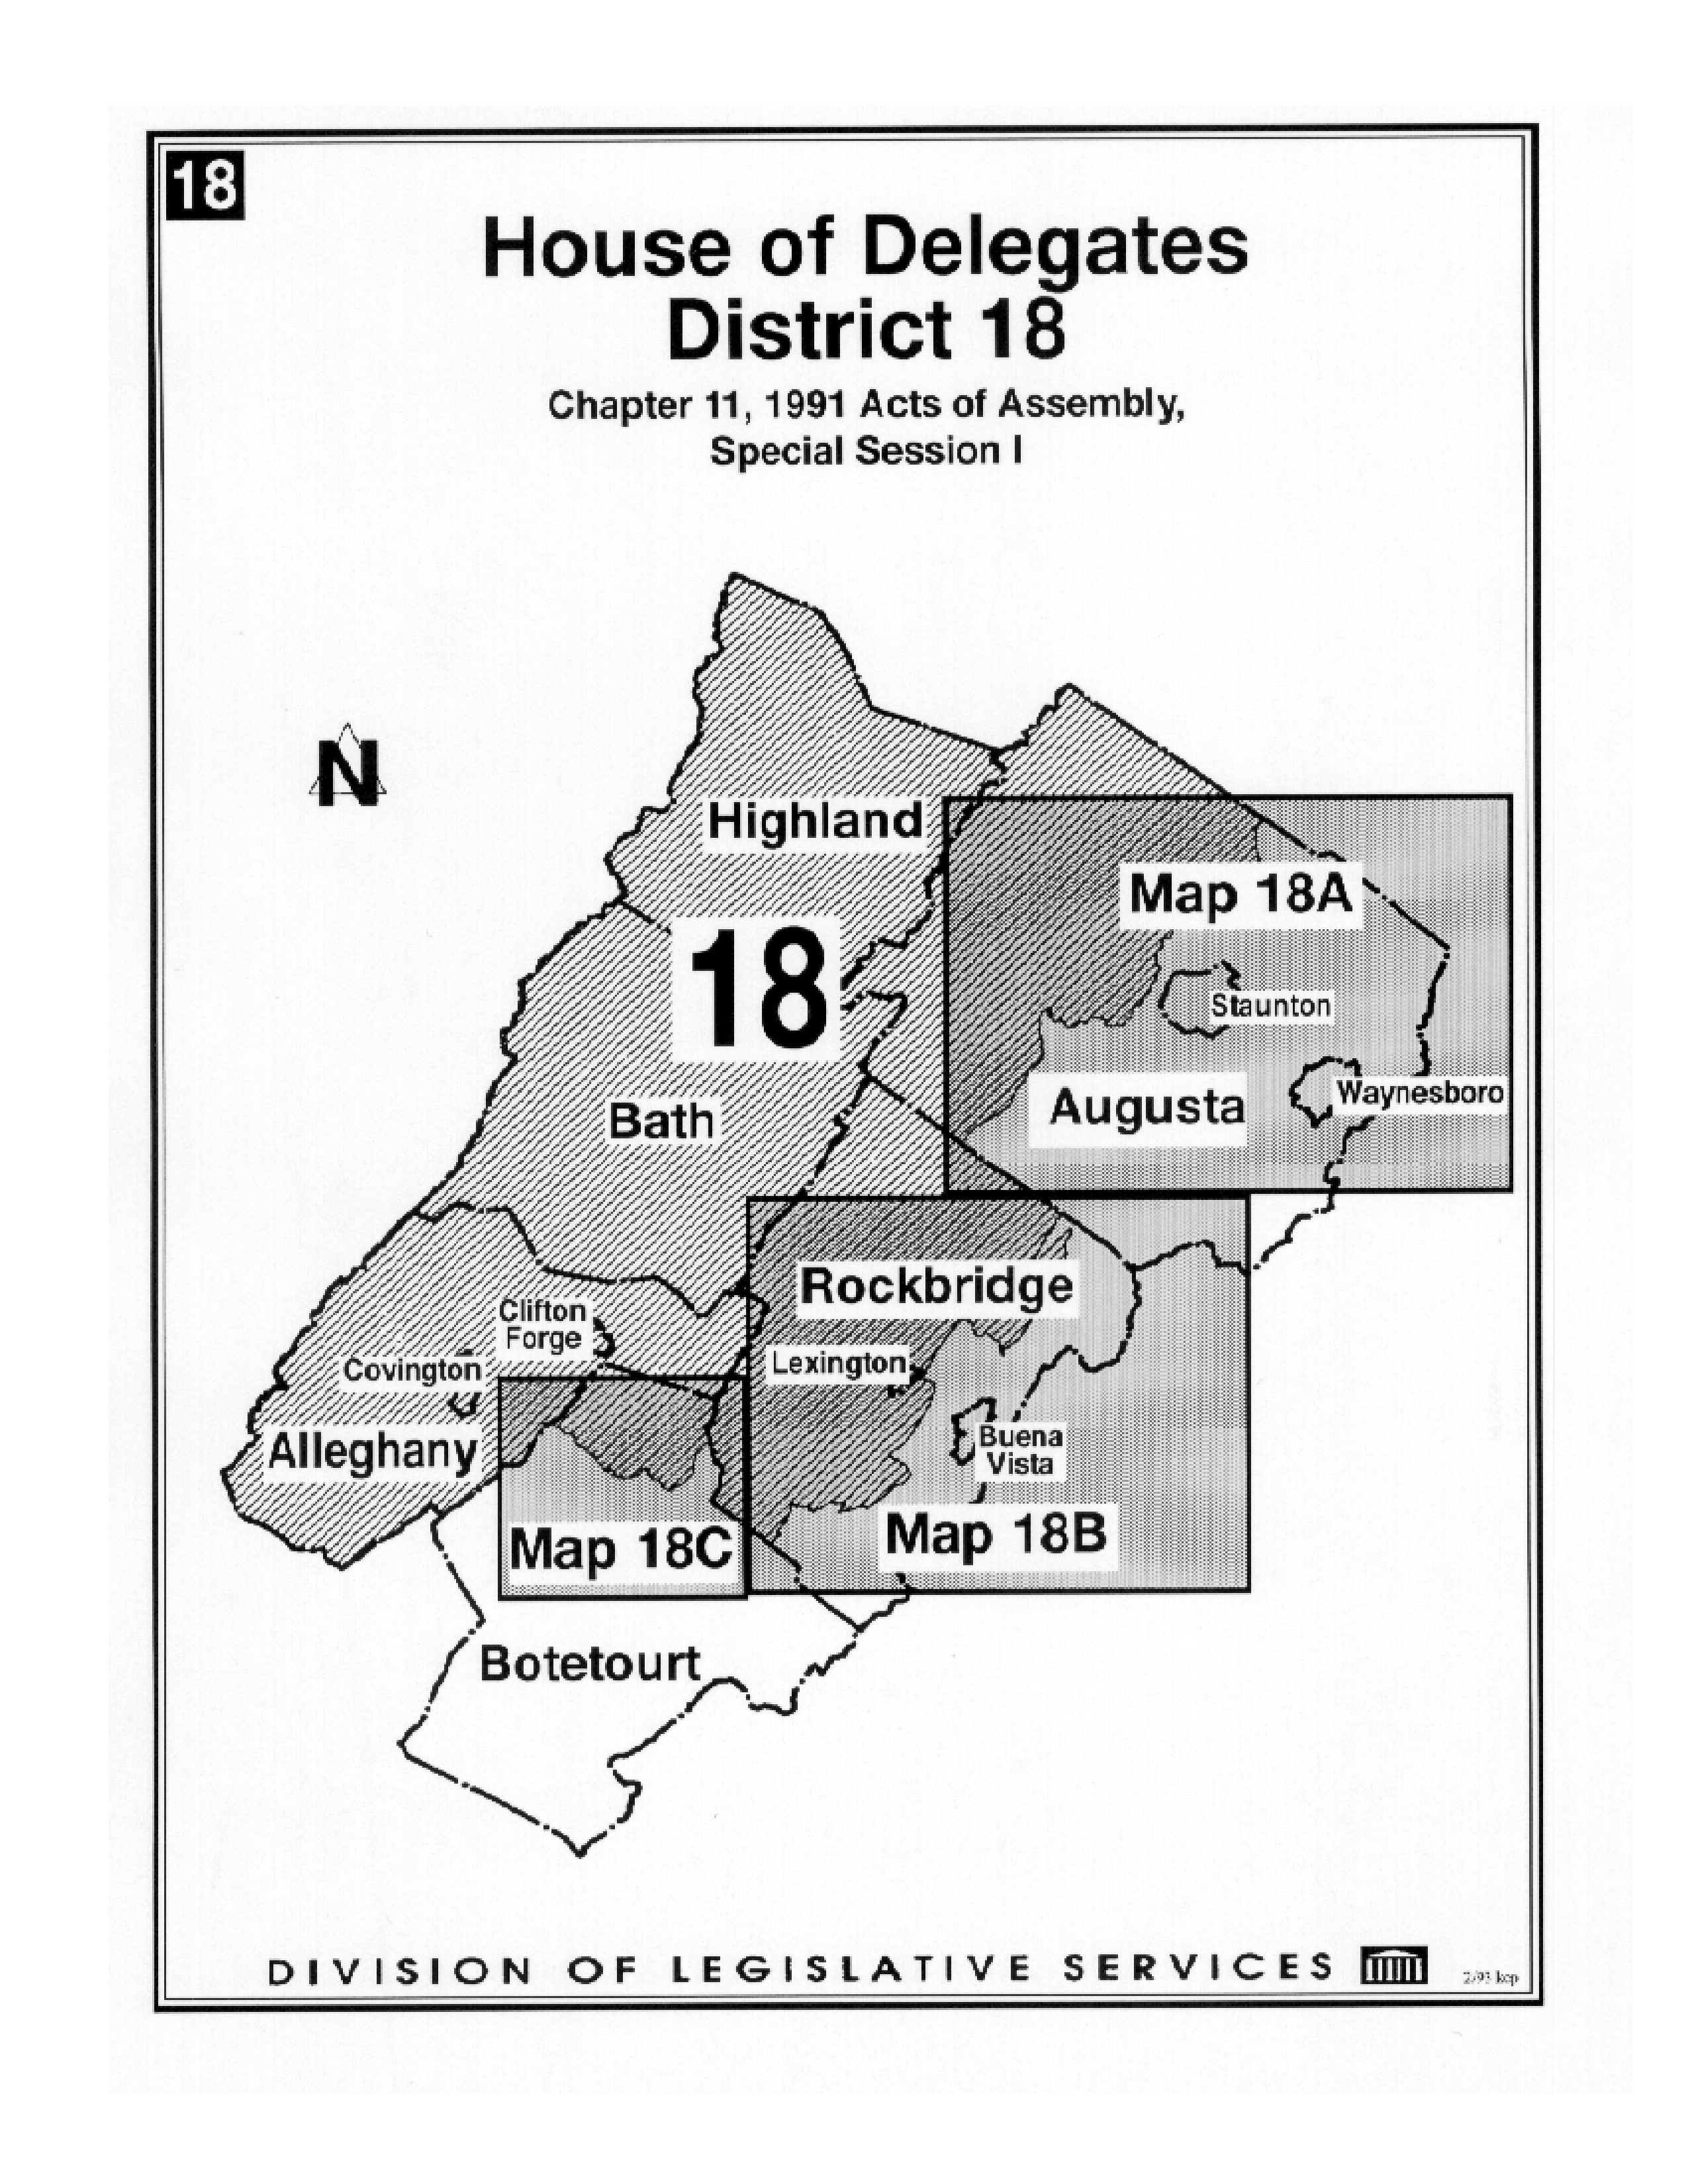 18
House of Delegates
District 18
Chapter 11, 1991 Acts of Assembly,
Special Session I
N
Highland
Map 18A
18
Staunton
Waynesboro
Augusta
Bath
Rockbridge
Clifton
Forge
Lexington
Covington
Buena
Vista
Alleghany
Map 18B
Map 18C
Botetourt
DIVISION OF LEGISLATIVE SERVICES
2/93 kcp